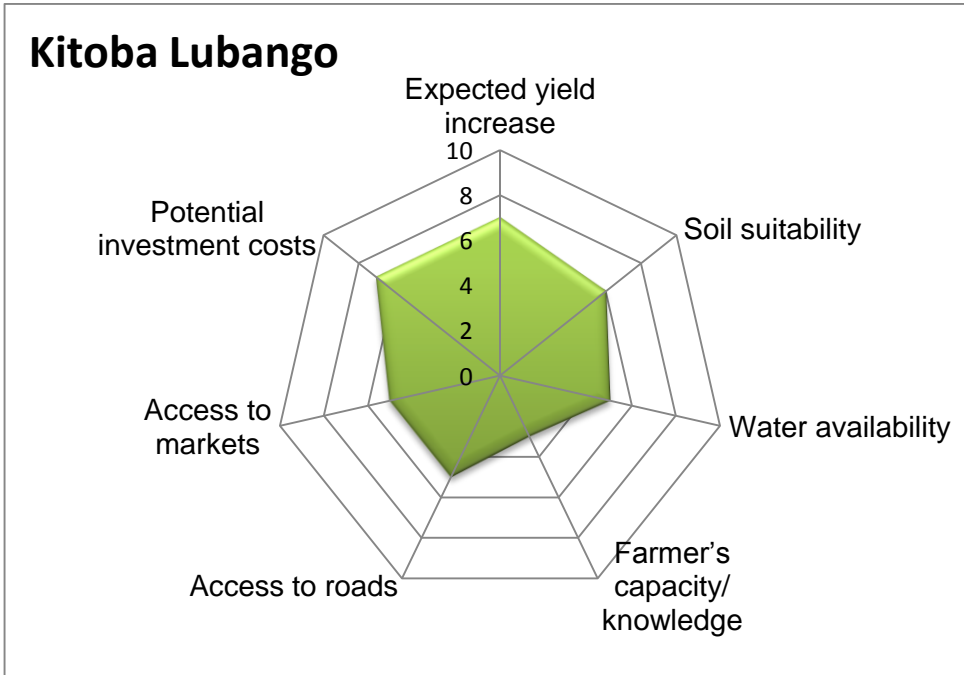 Kitoba Lubango
Expected yield
increase
10
8
6
4
2
0
Soil suitability
Water availability
Farmer’s
capacity/
knowledge
Access to roads
Access to
markets
Potential
investment costs